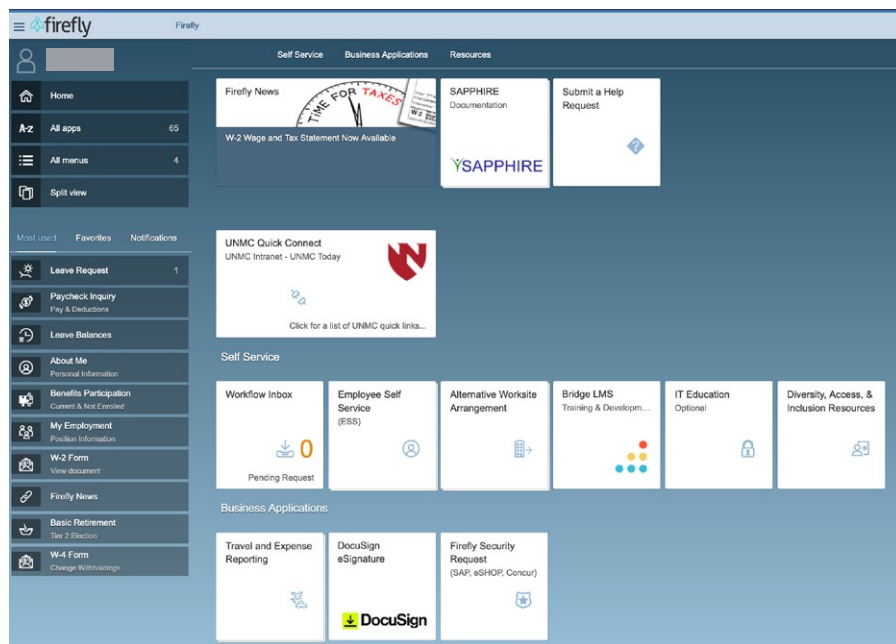 firefly
Firefly
Self Service
Business Applications
Resources
Home
A-Z All apps 65
All menus 4
Split view
Most used Favorites Notifications
Leave Request 1
Paycheck Inquiry
Pay & Deductions
Leave Balances
About Me
Personal Information
Benefits Participation
Current & Not Enrolled
My Employment
Position Information
W-2 Form
View document
Firefly News
Basic Retirement
Tier 2 Election
W-4 Form
Change Withholdings
Firefly News
TIME FOR TAXES
W-2
W-2 Wage and Tax Statement Now Available
SAPPHIRE
Documentation
SAPPHIRE
Submit a Help
Request
?
UNMC Quick Connect
UNMC Intranet - UNMC Today
N
Click for a list of UNMC quick links...
Self Service
Workflow Inbox
0
Pending Request
Employee Self
Service
(ESS)
Alternative Worksite
Arrangement
Bridge LMS
Training & Developm...
IT Education
Optional
Diversity, Access, &
Inclusion Resources
Business Applications
Travel and Expense
Reporting
DocuSign
eSignature
DocuSign
Firefly Security
Request
(SAP, eSHOP, Concur)